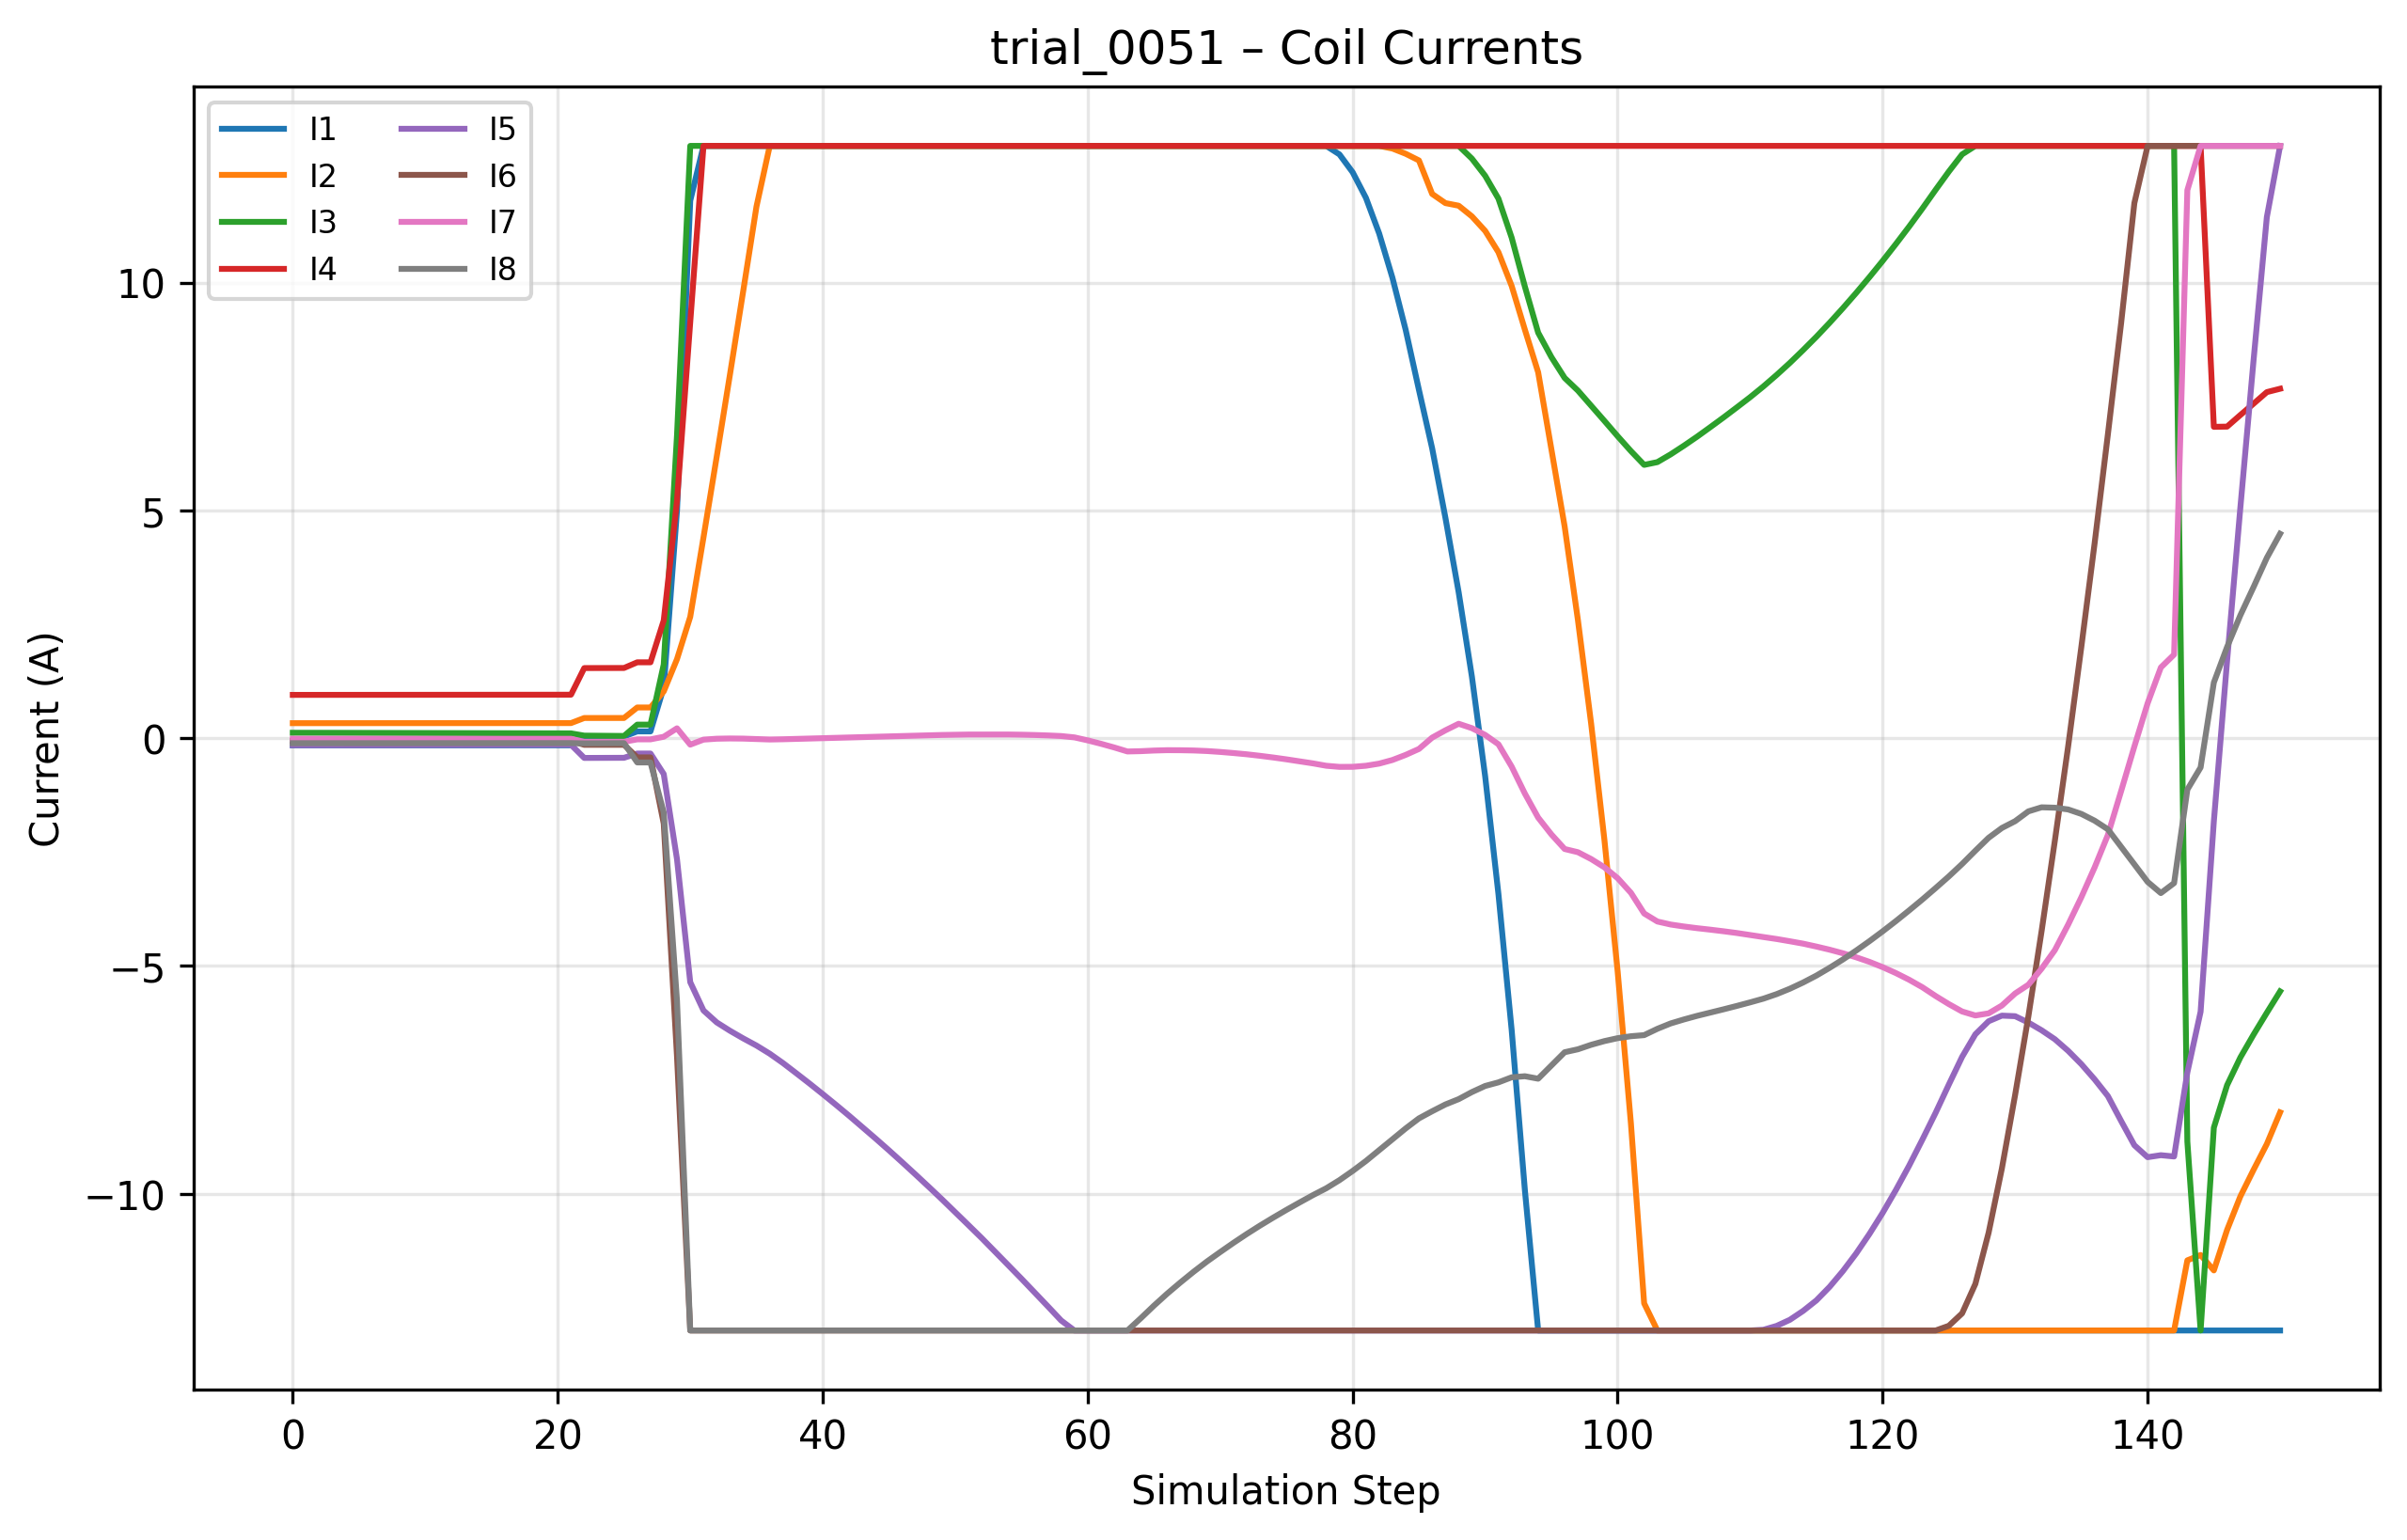 trial_0051 – Coil Currents
I1 I5
I2 I6
I3 I7
I4 I8
Current (A)
10
5
0
−5
−10
0 20 40 60 80 100 120 140
Simulation Step